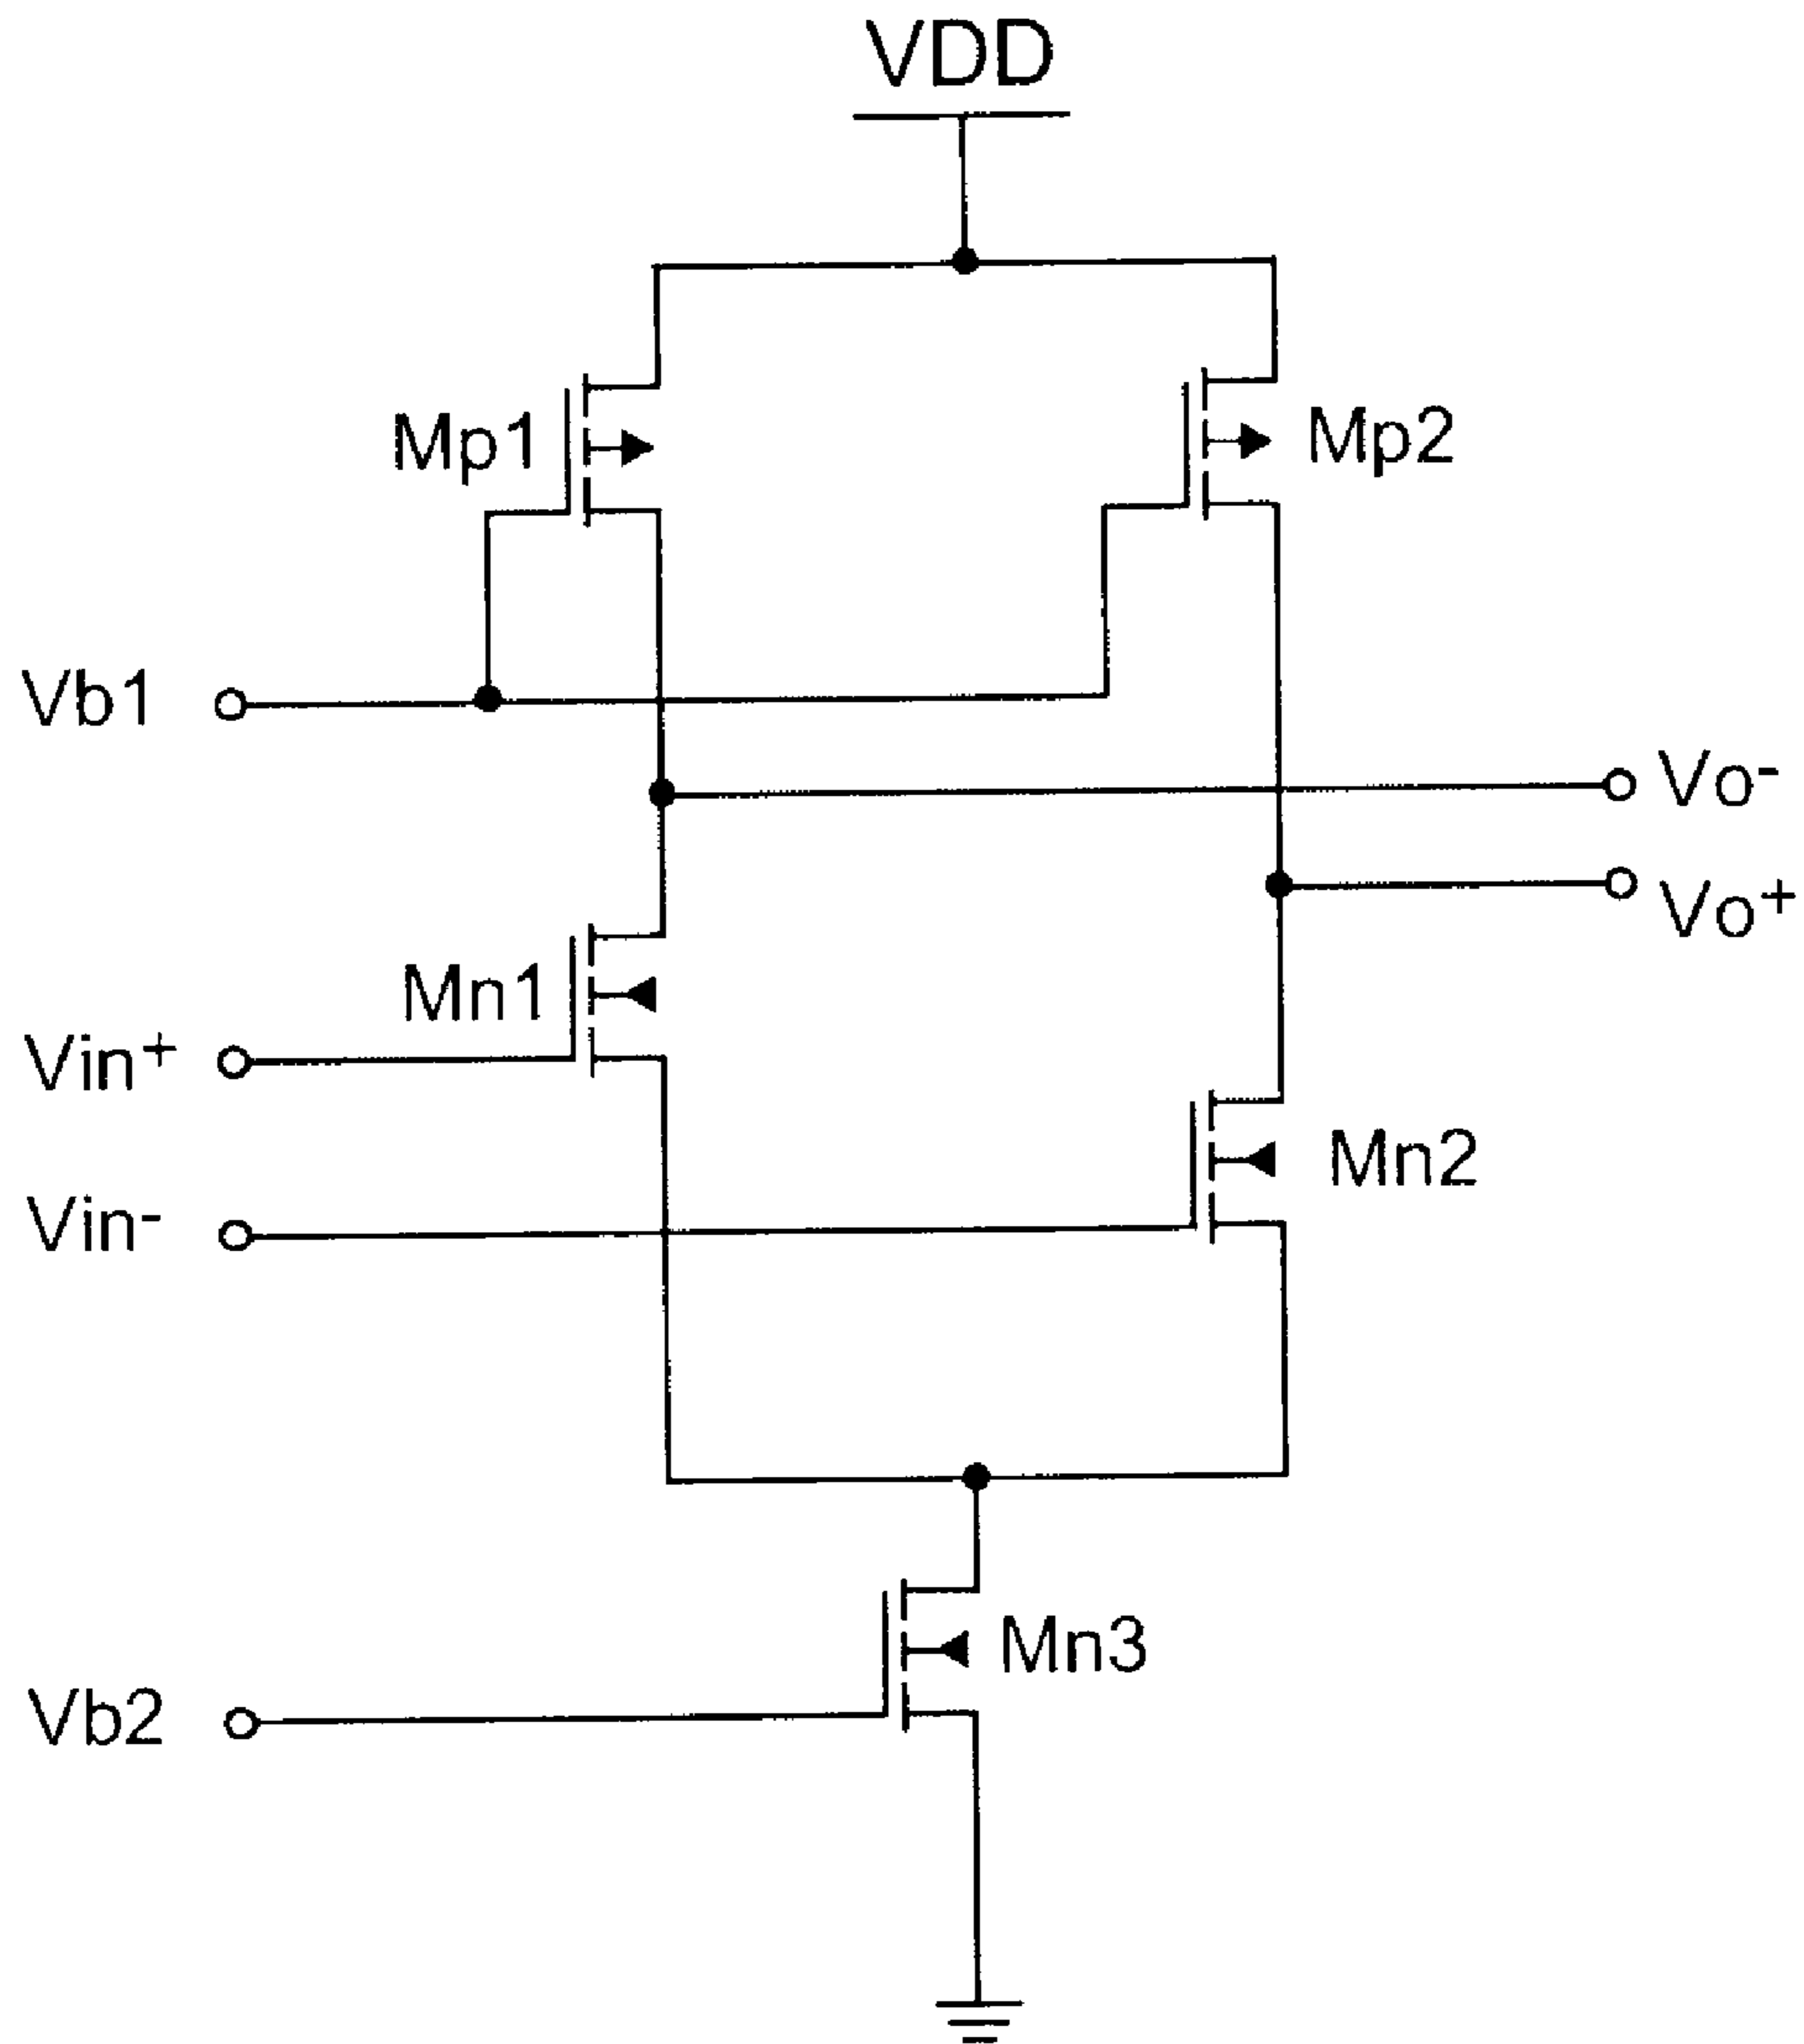 VDD
Mp1
Mp2
Vb1
Vo-
Vo+
Mn1
Vin+
Mn2
Vin-
Mn3
Vb2